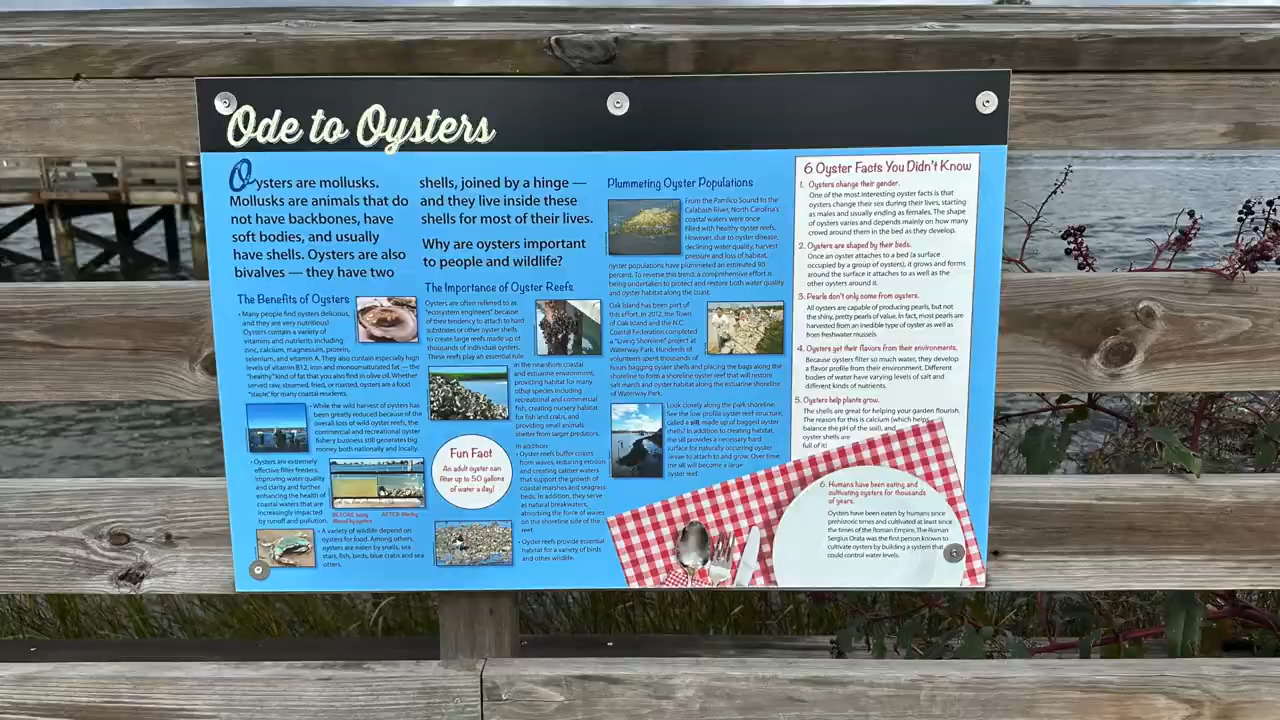 Ode to Oysters
Oysters are mollusks.
Mollusks are animals that do
not have backbones, have
soft bodies, and usually
have shells. Oysters are also
bivalves — they have two
shells, joined by a hinge —
and they live inside these
shells for most of their lives.
Why are oysters important
to people and wildlife?
The Benefits of Oysters
• Many people find oysters delicious,
and they are very nutritious!
Oysters contain a variety of
vitamins and nutrients including
zinc, calcium, magnesium, protein,
selenium, and vitamin A. They also contain especially high
levels of vitamin B12, iron and monounsaturated fat — the
"healthy" kind of fat that you also find in olive oil. Whether
served raw, steamed, fried, or roasted, oysters are a food
"staple" for many coastal residents.
• While the wild harvest of oysters has
been greatly reduced because of the
overall loss of wild oyster reefs, the
commercial and recreational oyster
fishery business still generates big
money both nationally and locally.
• Oysters are extremely
effective filter feeders,
improving water quality
and clarity and further
enhancing the health of
coastal waters that are
increasingly impacted
by runoff and pollution.
BEFORE being
filtered by oysters
AFTER filtering
• A variety of wildlife depend on
oysters for food. Among others,
oysters are eaten by snails, sea
stars, fish, birds, blue crabs and sea
otters.
The Importance of Oyster Reefs
Oysters are often referred to as
"ecosystem engineers" because
of their tendency to attach to hard
substrates or other oyster shells
to create large reefs made up of
thousands of individual oysters.
These reefs play an essential role
in the nearshore coastal
and estuarine environment,
providing habitat for many
other species including
recreational and commercial
fish, creating nursery habitat
for fish and crabs, and
providing small animals
shelter from larger predators.
Fun Fact
An adult oyster can
filter up to 50 gallons
of water a day!
In addition:
• Oyster reefs buffer coasts
from waves, reducing erosion
and creating calmer waters
that support the growth of
coastal marshes and seagrass
beds. In addition, they serve
as natural breakwaters,
absorbing the force of waves
on the shoreline side of the
reef.
• Oyster reefs provide essential
habitat for a variety of birds
and other wildlife.
Plummeting Oyster Populations
From the Pamlico Sound to the
Calabash River, North Carolina's
coastal waters were once
filled with healthy oyster reefs.
However, due to oyster disease,
declining water quality, harvest
pressure and loss of habitat,
oyster populations have plummeted an estimated 90
percent. To reverse this trend, a comprehensive effort is
being undertaken to protect and restore both water quality
and oyster habitat along the coast.
Oak Island has been part of
this effort. In 2012, the Town
of Oak Island and the N.C.
Coastal Federation completed
a "Living Shoreline" project at
Waterway Park. Hundreds of
volunteers spent thousands of
hours bagging oyster shells and placing the bags along the
shoreline to form a shoreline oyster reef that will restore
salt marsh and oyster habitat along the estuarine shoreline
of Waterway Park.
Look closely along the park shoreline.
See the low profile oyster reef structure,
called a sill, made up of bagged oyster
shells? In addition to creating habitat,
the sill provides a necessary hard
surface for naturally occurring oyster
larvae to attach to and grow. Over time,
the sill will become a large
oyster reef.
6 Oyster Facts You Didn't Know
1. Oysters change their gender.
One of the most interesting oyster facts is that
oysters change their sex during their lives, starting
as males and usually ending as females. The shape
of oysters varies and depends mainly on how many
crowd around them in the bed as they develop.
2. Oysters are shaped by their beds.
Once an oyster attaches to a bed (a surface
occupied by a group of oysters), it grows and forms
around the surface it attaches to as well as the
other oysters around it.
3. Pearls don't only come from oysters.
All oysters are capable of producing pearls, but not
the shiny, pretty pearls of value. In fact, most pearls are
harvested from an inedible type of oyster as well as
from freshwater mussels.
4. Oysters get their flavors from their environments.
Because oysters filter so much water, they develop
a flavor profile from their environment. Different
bodies of water have varying levels of salt and
different kinds of nutrients.
5. Oysters help plants grow.
The shells are great for helping your garden flourish.
The reason for this is calcium (which helps
balance the pH of the soil), and
oyster shells are
full of it!
6. Humans have been eating and
cultivating oysters for thousands
of years.
Oysters have been eaten by humans since
prehistoric times and cultivated at least since
the times of the Roman Empire. The Roman
Sergius Orata was the first person known to
cultivate oysters by building a system that
could control water levels.